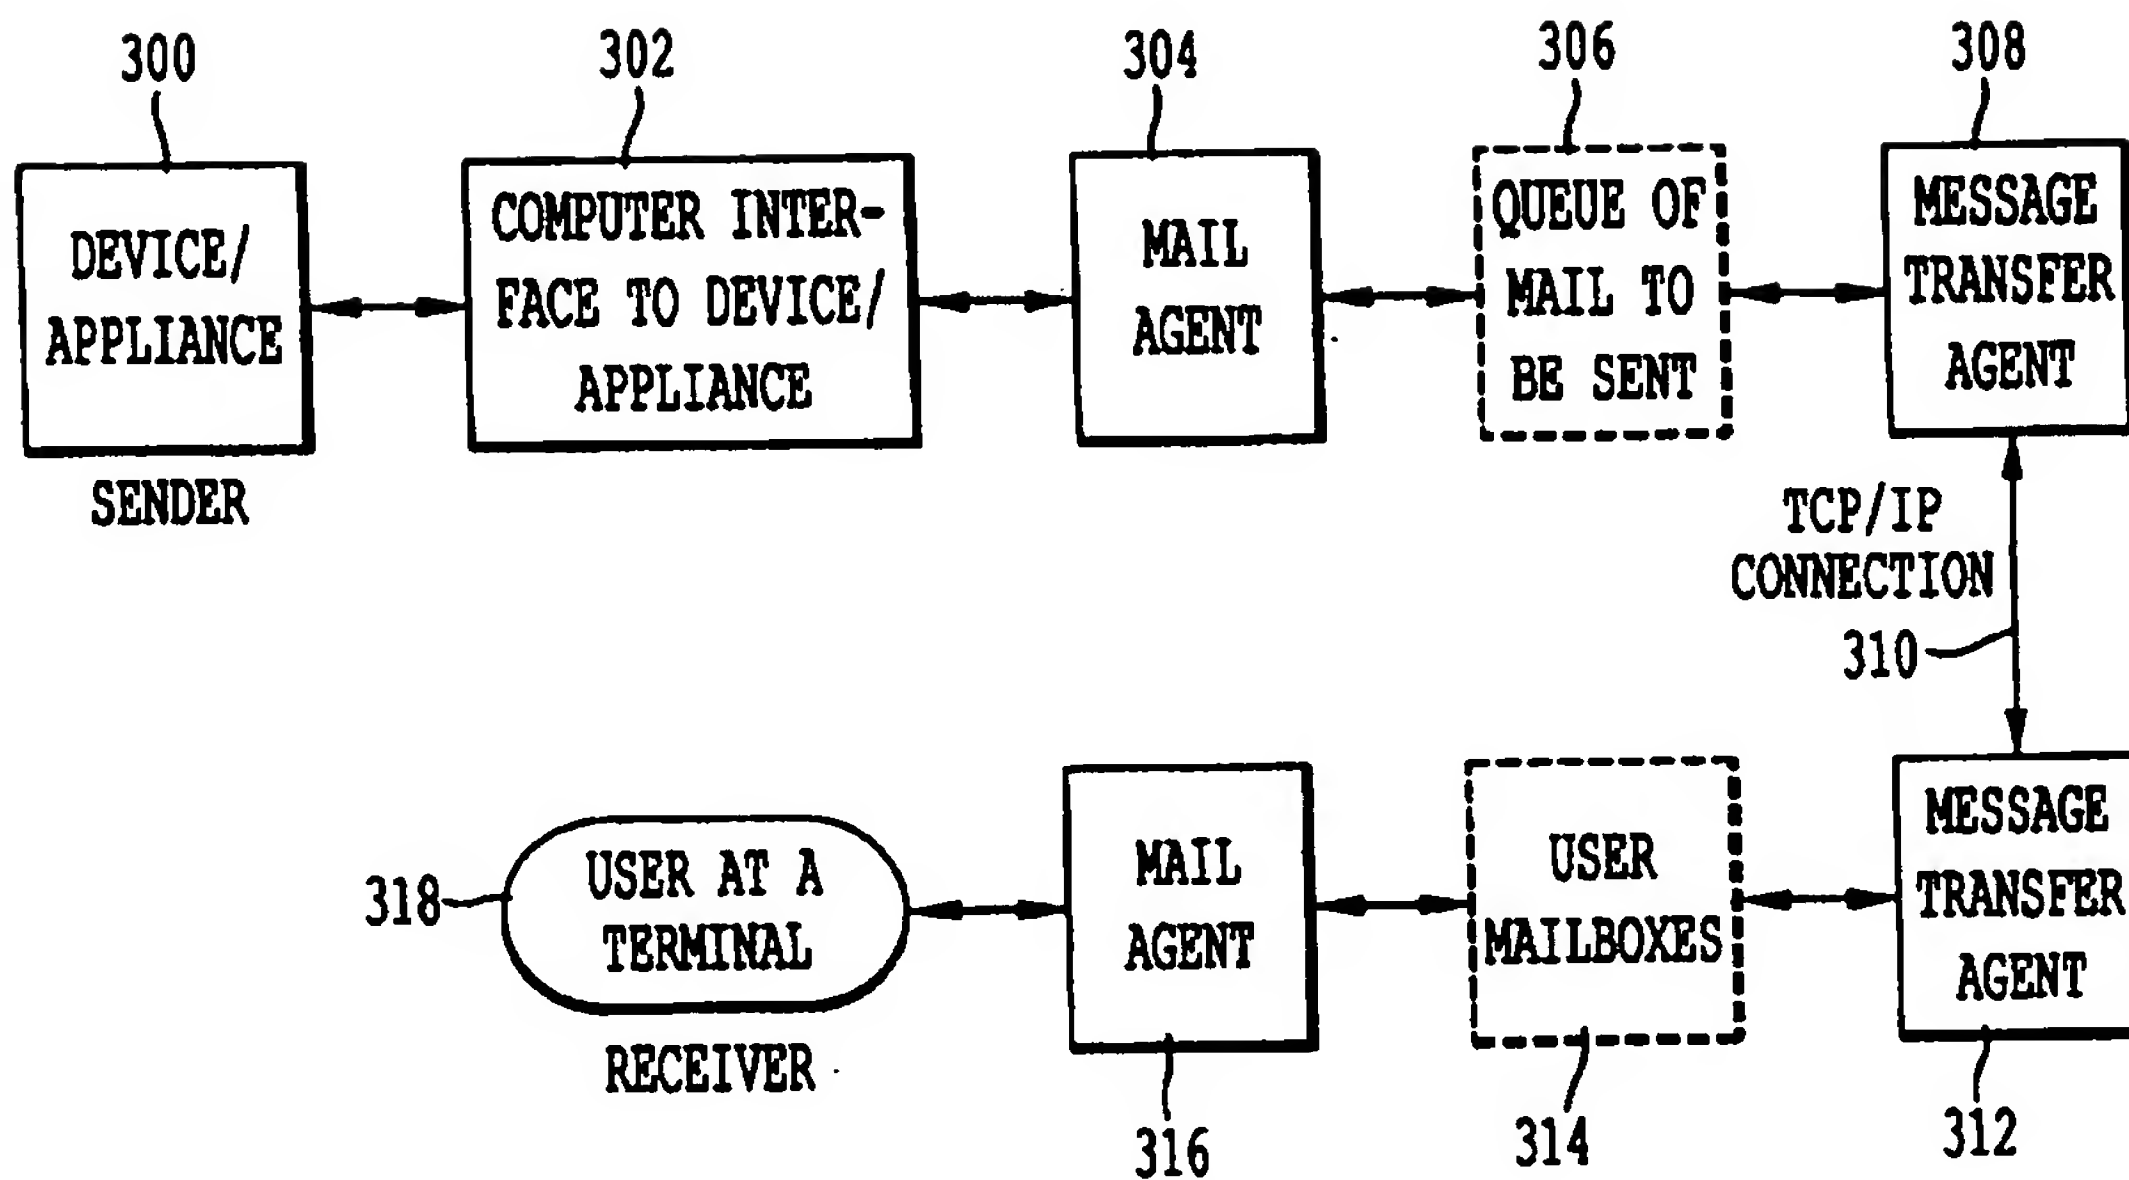 300
302
304
306
308
DEVICE/
APPLIANCE
COMPUTER INTER-
FACE TO DEVICE/
APPLIANCE
MAIL
AGENT
QUEUE OF
MAIL TO
BE SENT
MESSAGE
TRANSFER
AGENT
SENDER
TCP/IP
CONNECTION
310
318
USER AT A
TERMINAL
MAIL
AGENT
USER
MAILBOXES
MESSAGE
TRANSFER
AGENT
RECEIVER
316
314
312